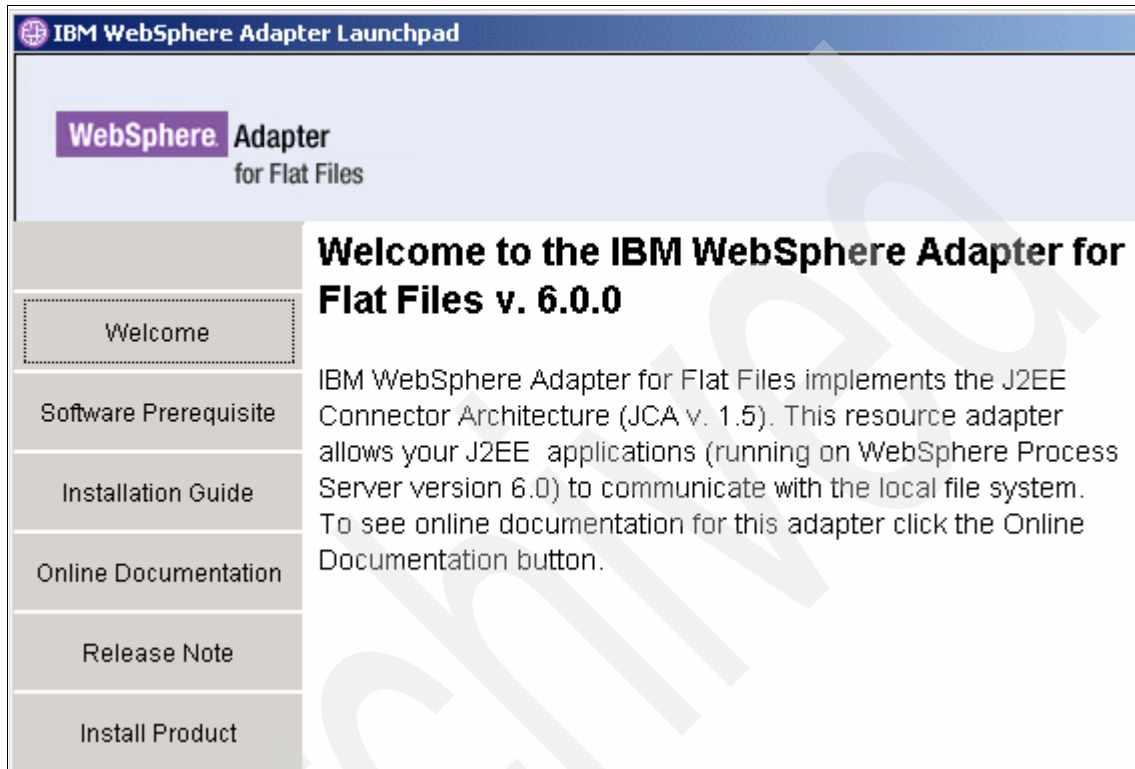 IBM WebSphere Adapter Launchpad
WebSphere. Adapter
for Flat Files
Welcome
Software Prerequisite
Installation Guide
Online Documentation
Release Note
Install Product
Welcome to the IBM WebSphere Adapter for
Flat Files v. 6.0.0
IBM WebSphere Adapter for Flat Files implements the J2EE
Connector Architecture (JCA v. 1.5). This resource adapter
allows your J2EE applications (running on WebSphere Process
Server version 6.0) to communicate with the local file system.
To see online documentation for this adapter click the Online
Documentation button.
chived